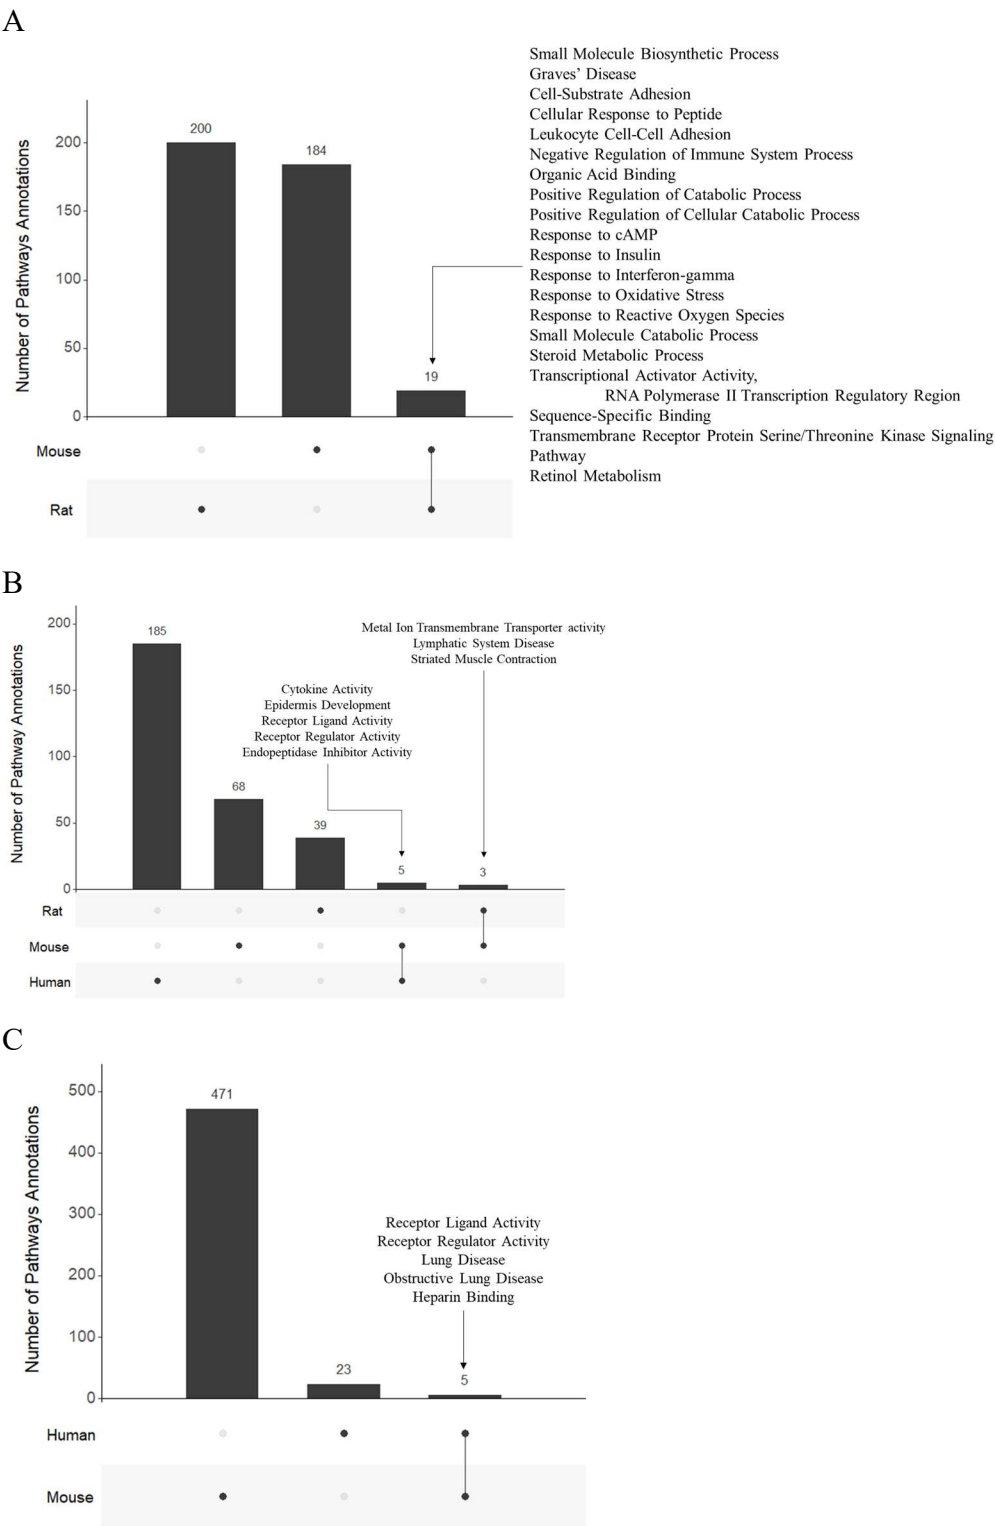 A
Small Molecule Biosynthetic Process
Graves’ Disease
Cell-Substrate Adhesion
Cellular Response to Peptide
Leukocyte Cell-Cell Adhesion
Negative Regulation of Immune System Process
Organic Acid Binding
Positive Regulation of Catabolic Process
Positive Regulation of Cellular Catabolic Process
Response to cAMP
Response to Insulin
Response to Interferon-gamma
Response to Oxidative Stress
Response to Reactive Oxygen Species
Small Molecule Catabolic Process
Steroid Metabolic Process
Transcriptional Activator Activity,
RNA Polymerase II Transcription Regulatory Region
Sequence-Specific Binding
Transmembrane Receptor Protein Serine/Threonine Kinase Signaling
Pathway
Retinol Metabolism
Number of Pathways Annotations
200
150
100
50
0
200
184
19
Mouse
Rat
B
Number of Pathway Annotations
200
150
100
50
0
185
68
39
5
3
Cytokine Activity
Epidermis Development
Receptor Ligand Activity
Receptor Regulator Activity
Endopeptidase Inhibitor Activity
Metal Ion Transmembrane Transporter activity
Lymphatic System Disease
Striated Muscle Contraction
Rat
Mouse
Human
C
Number of Pathways Annotations
500
400
300
200
100
0
471
23
5
Receptor Ligand Activity
Receptor Regulator Activity
Lung Disease
Obstructive Lung Disease
Heparin Binding
Human
Mouse